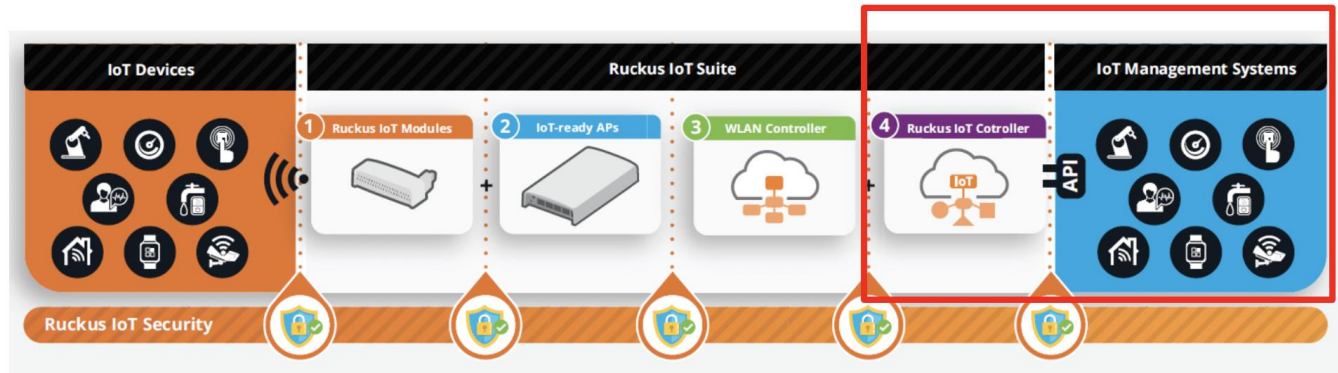 IoT Devices
Ruckus IoT Suite
IoT Management Systems
1 Ruckus IoT Modules
2 IoT-ready APs
3 WLAN Controller
4 Ruckus IoT Cotroller
+
+
+
IoT
API
Ruckus IoT Security